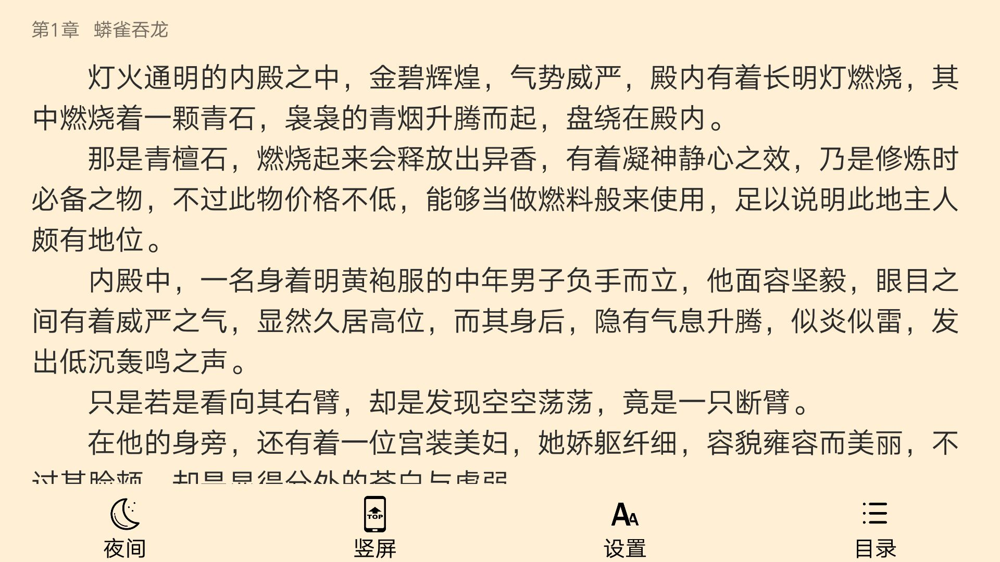 第1章 蟒雀吞龙
灯火通明的内殿之中，金碧辉煌，气势威严，殿内有着长明灯燃烧，其
中燃烧着一颗青石，袅袅的青烟升腾而起，盘绕在殿内。
那是青檀石，燃烧起来会释放出异香，有着凝神静心之效，乃是修炼时
必备之物，不过此物价格不低，能够当做燃料般来使用，足以说明此地主人
颇有地位。
内殿中，一名身着明黄袍服的中年男子负手而立，他面容坚毅，眼目之
间有着威严之气，显然久居高位，而其身后，隐有气息升腾，似炎似雷，发
出低沉轰鸣之声。
只是若是看向其右臂，却是发现空空荡荡，竟是一只断臂。
在他的身旁，还有着一位宫装美妇，她娇躯纤细，容貌雍容而美丽，不
过其脸颊，却是显得分外的苍白与虚弱
TOP
AA
夜间
竖屏
设置
目录